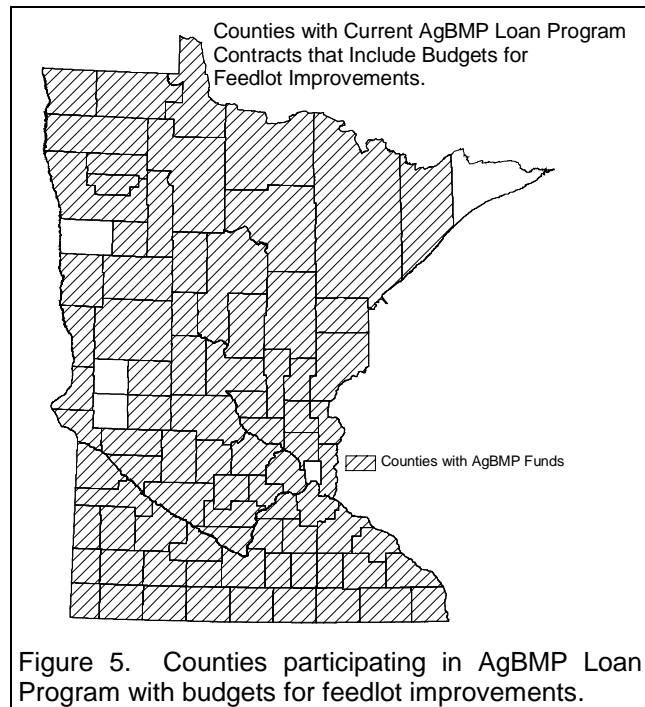 Counties with Current AgBMP Loan Program
Contracts that Include Budgets for
Feedlot Improvements.
Counties with AgBMP Funds
Figure 5. Counties participating in AgBMP Loan
Program with budgets for feedlot improvements.